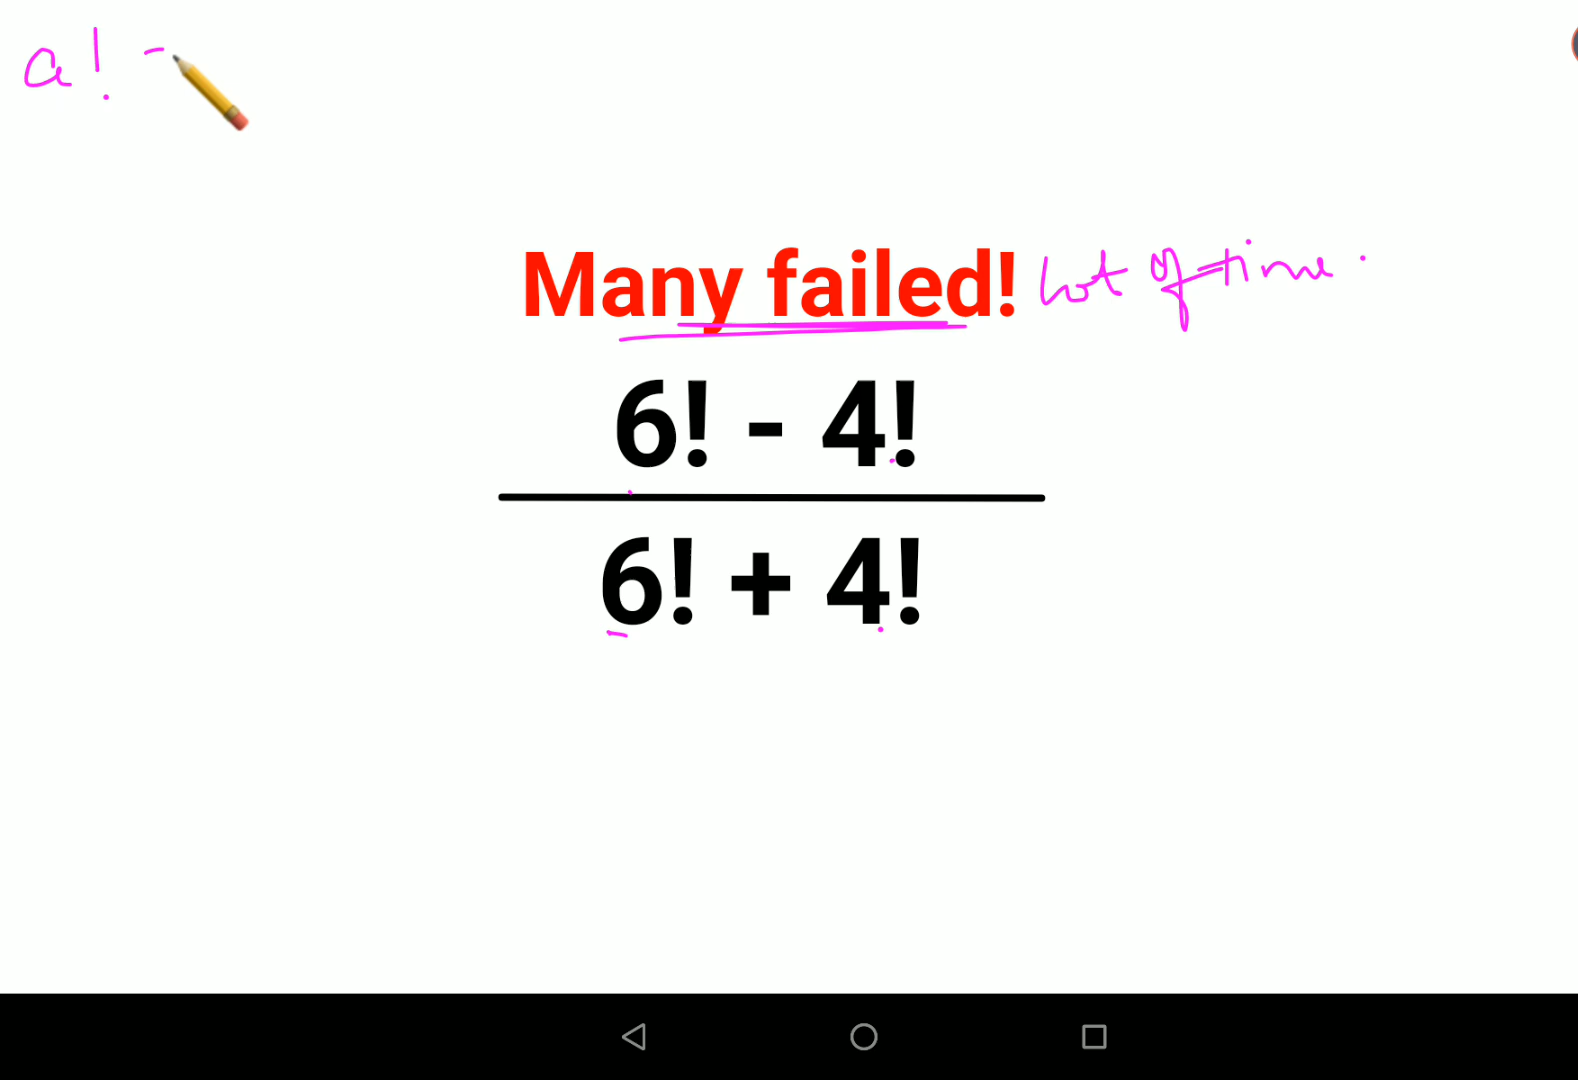 a! =
Many failed! Lot of time.
6! - 4!
6! + 4!